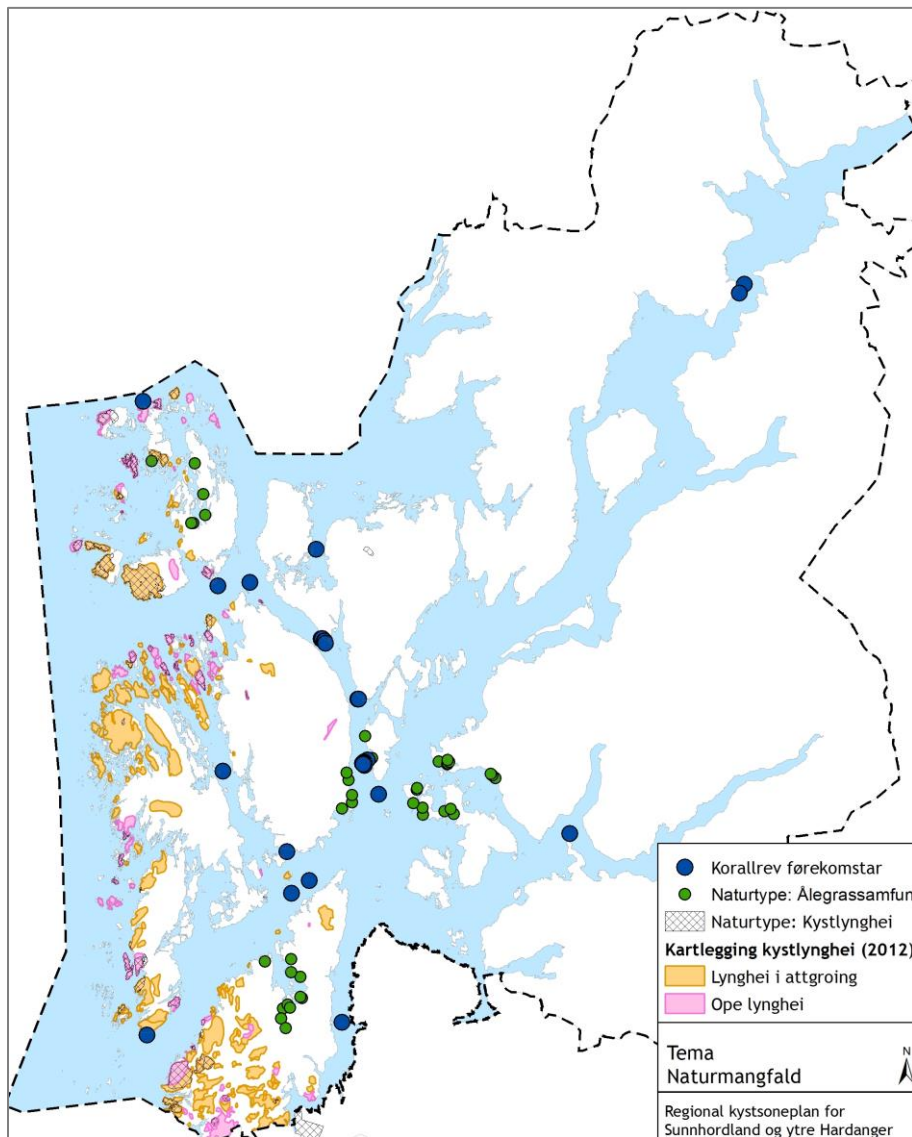 Korallrev førekomstar
Naturtype: Ålegrassamfun
Naturtype: Kystlynghei
Kartlegging kystlynghei (2012)
Lynghei i attgroing
Ope lynghei
Tema
Naturmangfald
N
Regional kystsoneplan for
Sunnhordland og ytre Hardanger